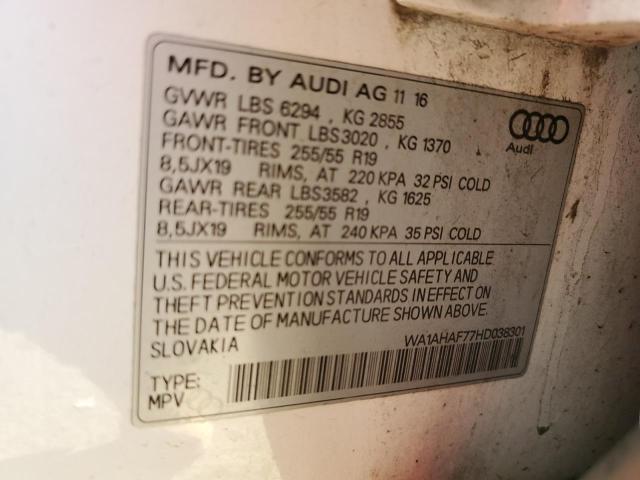 MFD. BY AUDI AG 11 16
GVWR LBS 6294 , KG 2855
GAWR FRONT LBS3020 , KG 1370
FRONT-TIRES 255/55 R19
8,5JX19 RIMS, AT 220 KPA 32 PSI COLD
GAWR REAR LBS3582 , KG 1625
REAR-TIRES 255/55 R19
8,5JX19 RIMS, AT 240 KPA 35 PSI COLD
Audi
THIS VEHICLE CONFORMS TO ALL APPLICABLE
U.S. FEDERAL MOTOR VEHICLE SAFETY AND
THEFT PREVENTION STANDARDS IN EFFECT ON
THE DATE OF MANUFACTURE SHOWN ABOVE.
SLOVAKIA WA1AHAF77HD038301
TYPE:
MPV